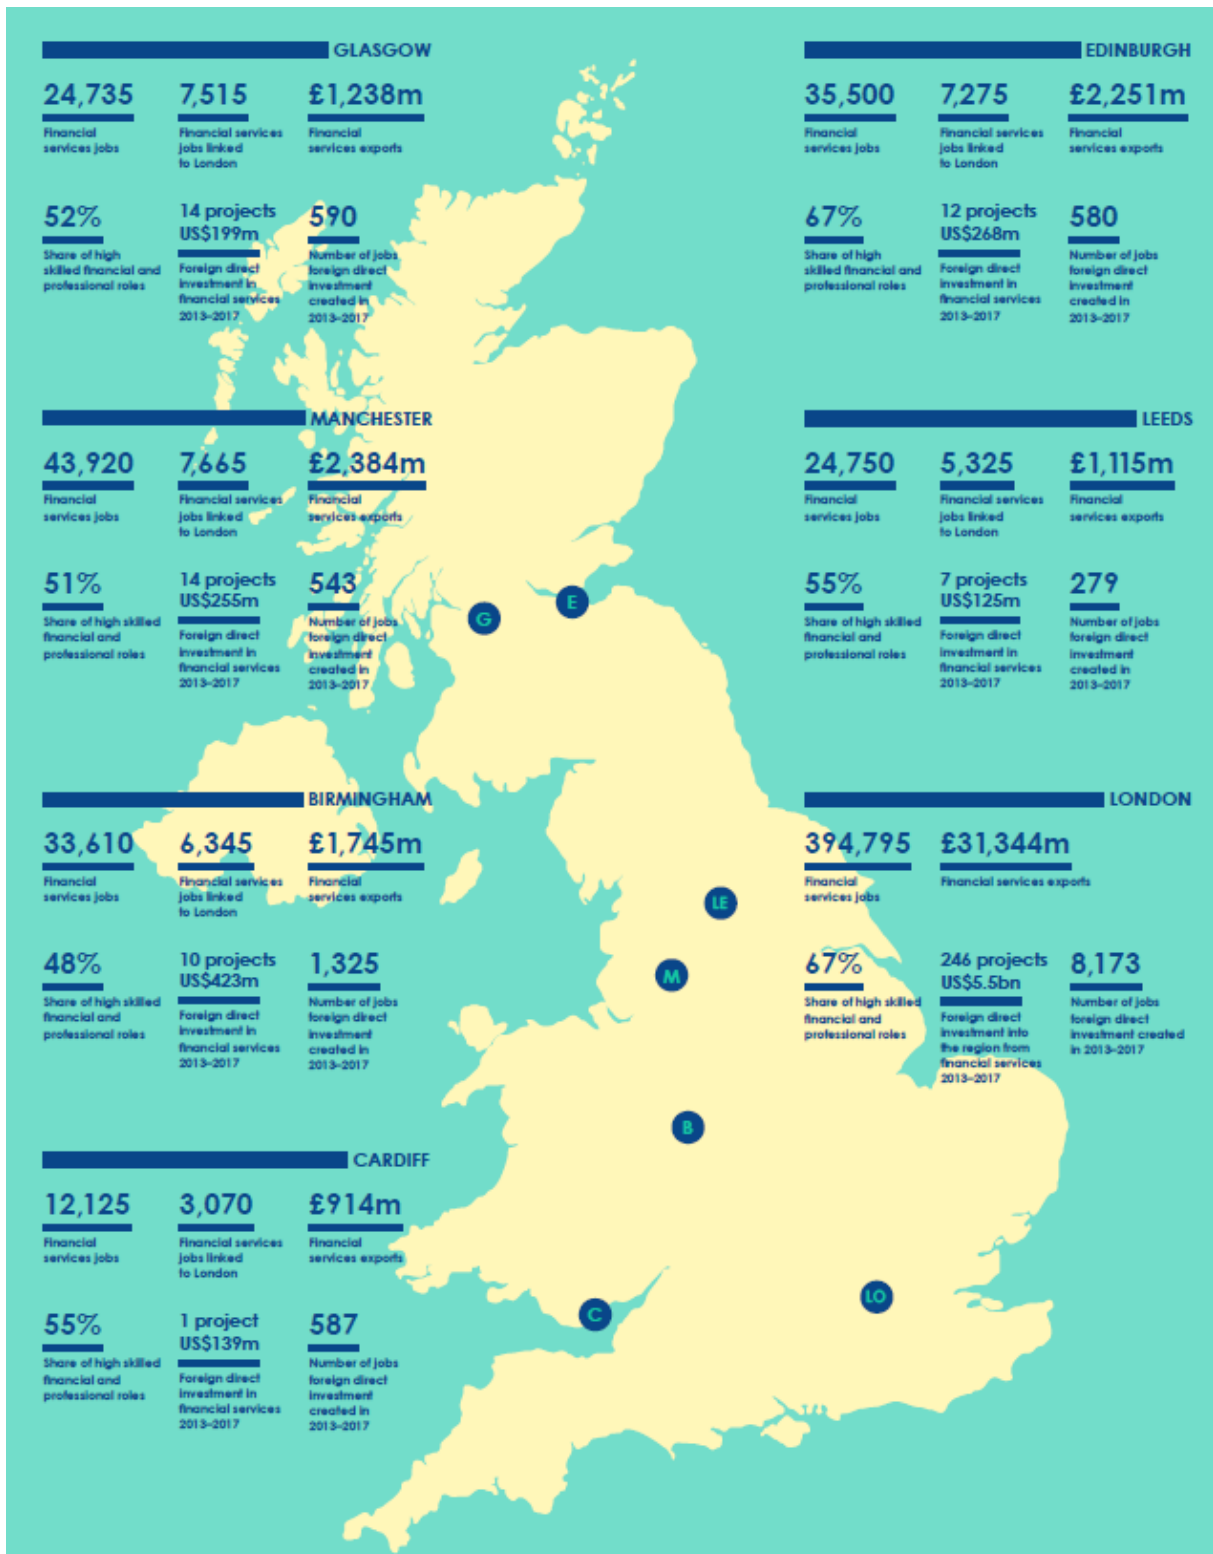 GLASGOW
24,735
Financial
services jobs
7,515
Financial services
jobs linked
to London
£1,238m
Financial
services exports
52%
Share of high
skilled financial and
professional roles
14 projects
US$199m
Foreign direct
investment in
financial services
2013–2017
590
Number of jobs
foreign direct
investment
created in
2013–2017
EDINBURGH
35,500
Financial
services jobs
7,275
Financial services
jobs linked
to London
£2,251m
Financial
services exports
67%
Share of high
skilled financial and
professional roles
12 projects
US$268m
Foreign direct
investment in
financial services
2013–2017
580
Number of jobs
foreign direct
investment
created in
2013–2017
MANCHESTER
43,920
Financial
services jobs
7,665
Financial services
jobs linked
to London
£2,384m
Financial
services exports
51%
Share of high skilled
financial and
professional roles
14 projects
US$255m
Foreign direct
investment in
financial services
2013–2017
543
Number of jobs
foreign direct
investment
created in
2013–2017
LEEDS
24,750
Financial
services jobs
5,325
Financial services
jobs linked
to London
£1,115m
Financial
services exports
55%
Share of high skilled
financial and
professional roles
7 projects
US$125m
Foreign direct
investment in
financial services
2013–2017
279
Number of jobs
foreign direct
investment
created in
2013–2017
G
E
BIRMINGHAM
33,610
Financial
services jobs
6,345
Financial services
jobs linked
to London
£1,745m
Financial
services exports
48%
Share of high skilled
financial and
professional roles
10 projects
US$423m
Foreign direct
investment in
financial services
2013–2017
1,325
Number of jobs
foreign direct
investment
created in
2013–2017
LONDON
394,795
Financial
services jobs
£31,344m
Financial services exports
67%
Share of high skilled
financial and
professional roles
246 projects
US$5.5bn
Foreign direct
investment into
the region from
financial services
2013–2017
8,173
Number of jobs
foreign direct
investment created
in 2013–2017
LE
M
B
CARDIFF
12,125
Financial
services jobs
3,070
Financial services
jobs linked
to London
£914m
Financial
services exports
55%
Share of high skilled
financial and
professional roles
1 project
US$139m
Foreign direct
investment in
financial services
2013–2017
587
Number of jobs
foreign direct
investment
created in
2013–2017
C
LO